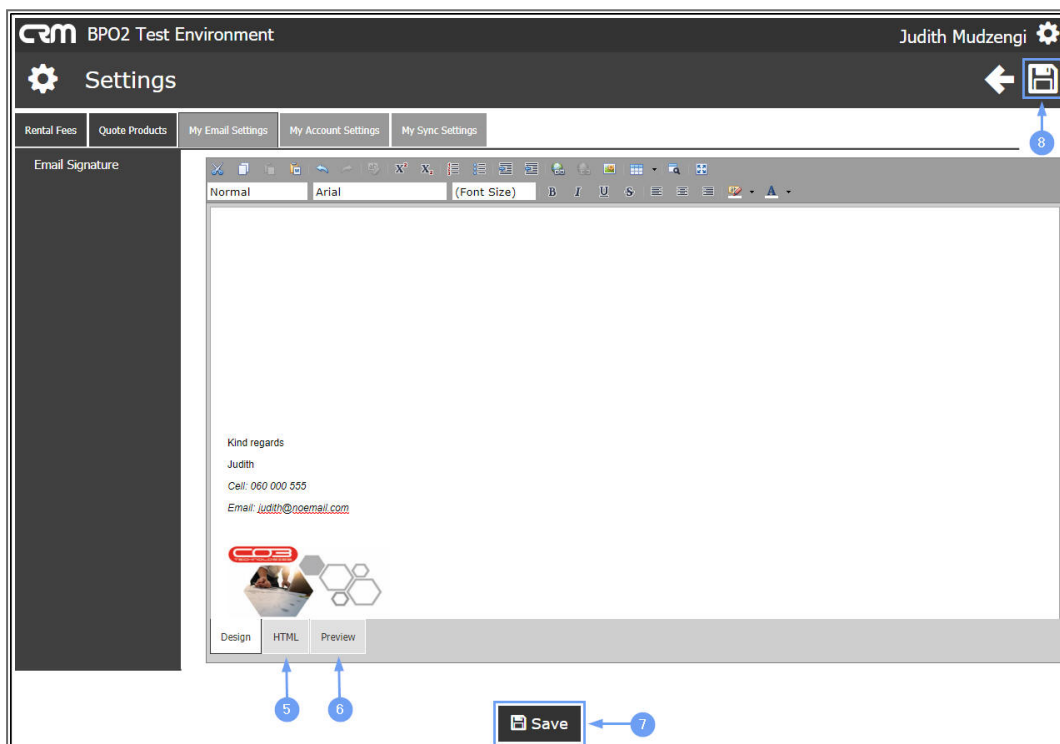 CRM BPO2 Test Environment Judith Mudzengi
Settings
8
Rental Fees Quote Products My Email Settings My Account Settings My Sync Settings
Email Signature
Normal Arial (Font Size) B I U S A
Kind regards
Judith
Cell: 060 000 555
Email: judith@noemail.com
CO3
TECHNOLOGIES
Design HTML Preview
5 6
Save 7